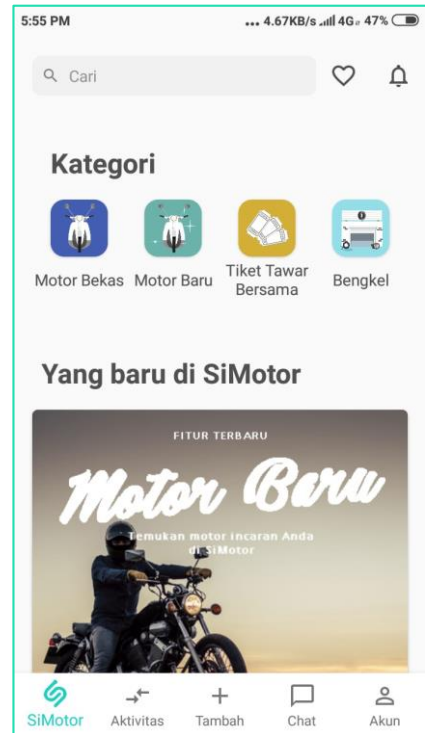 5:55 PM ... 4.67KB/s 4G 47%
Cari
Kategori
Motor Bekas
Motor Baru
Tiket Tawar
Bersama
Bengkel
Yang baru di SiMotor
FITUR TERBARU
Motor Baru
Temukan motor incaran Anda
di SiMotor
SiMotor
Aktivitas
Tambah
Chat
Akun